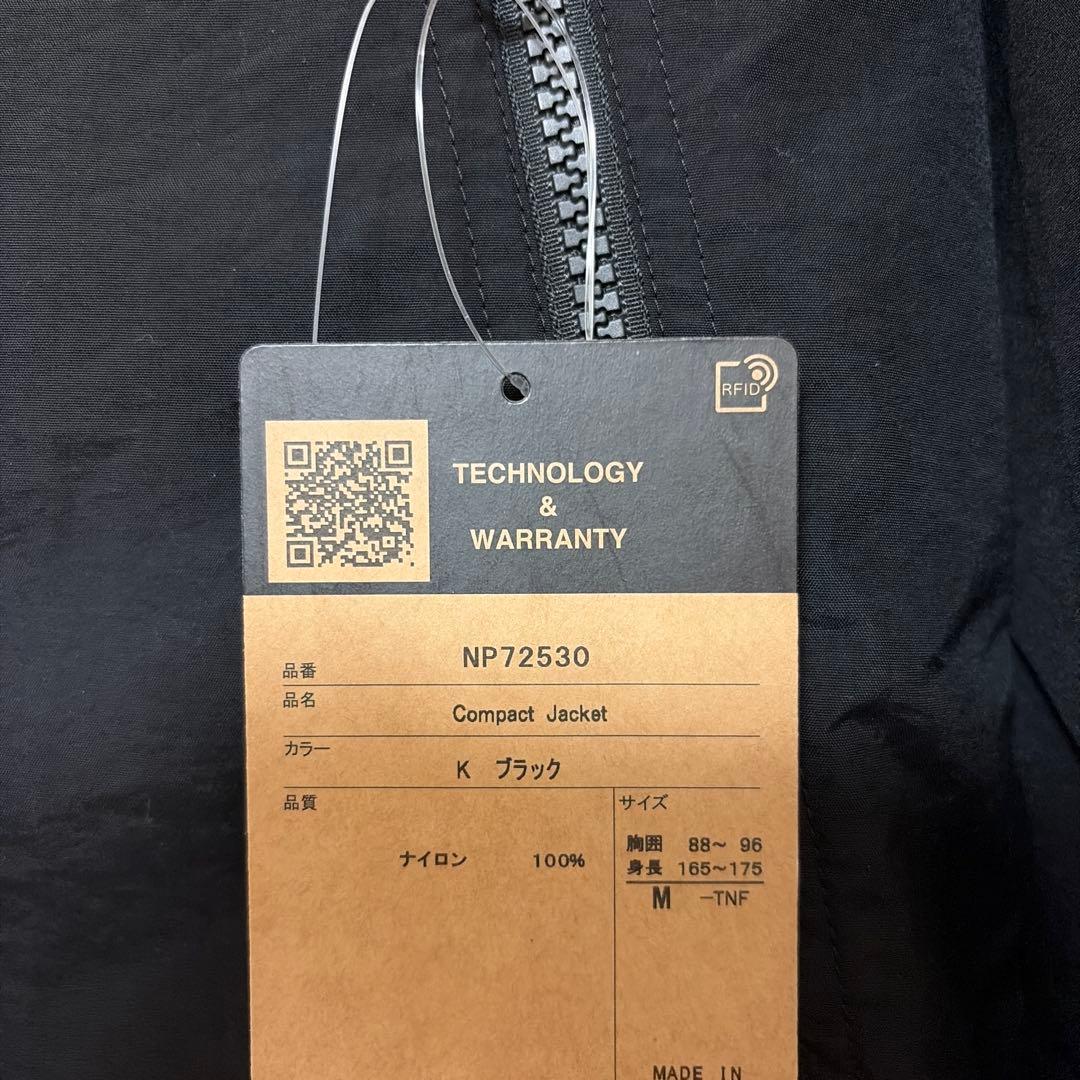 RFID
TECHNOLOGY
&
WARRANTY
品番 NP72530
品名 Compact Jacket
カラー K ブラック
品質
ナイロン 100%
サイズ
胸囲 88～ 96
身長 165～175
M -TNF
MADE IN